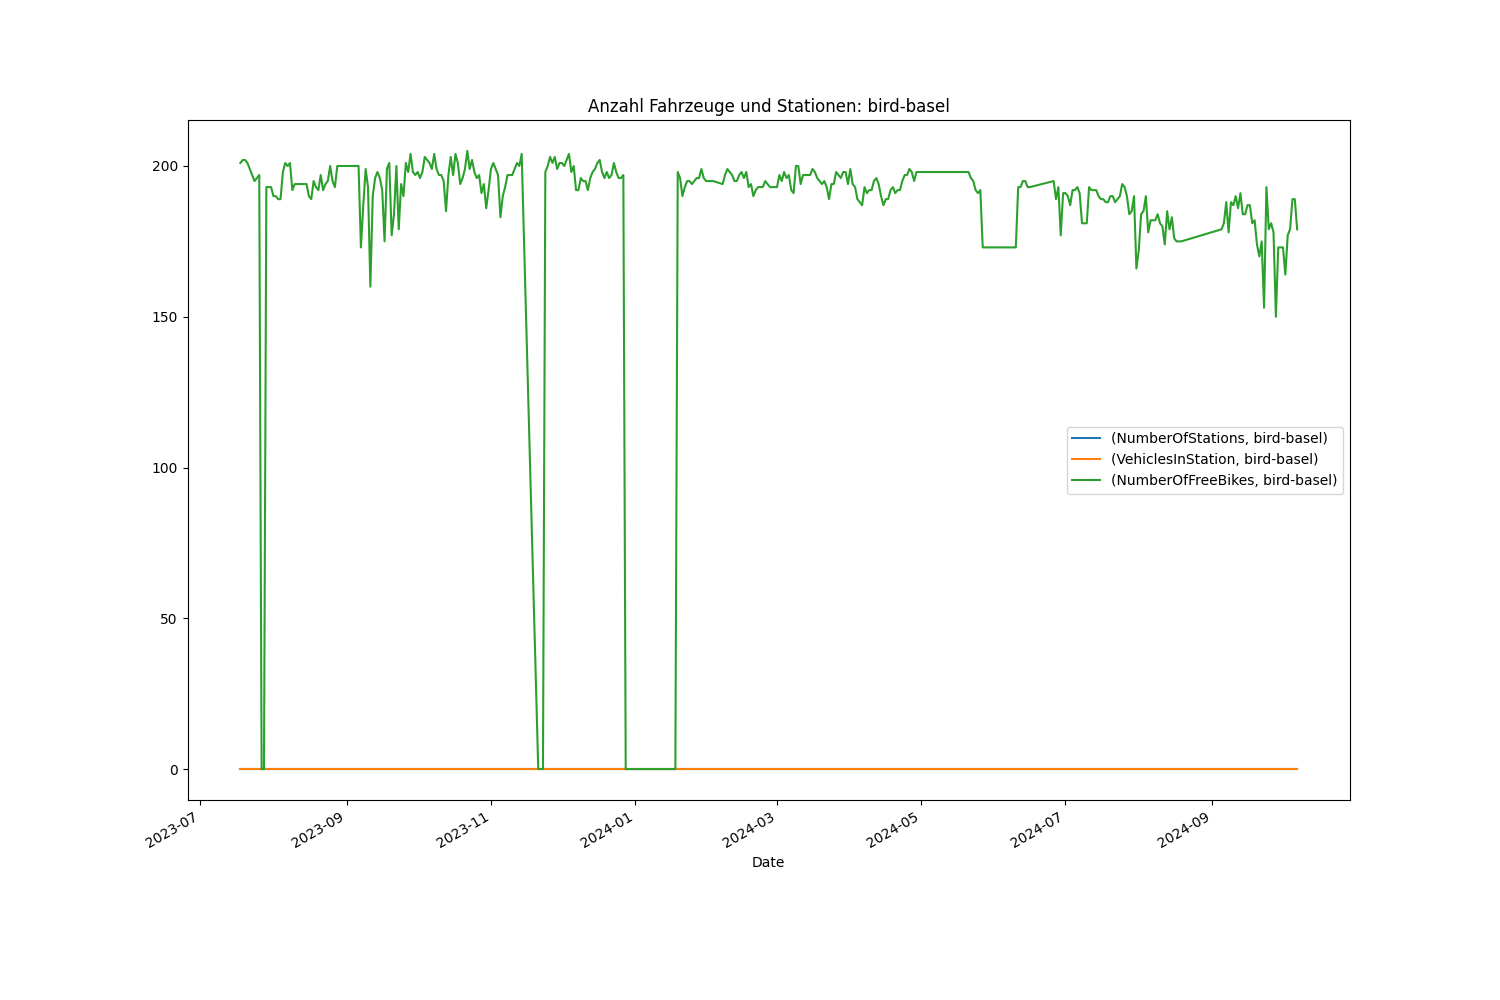 Anzahl Fahrzeuge und Stationen: bird-basel
200
150
100
50
0
(NumberOfStations, bird-basel)
(VehiclesInStation, bird-basel)
(NumberOfFreeBikes, bird-basel)
2023-07
2023-09
2023-11
2024-01
2024-03
2024-05
2024-07
2024-09
Date